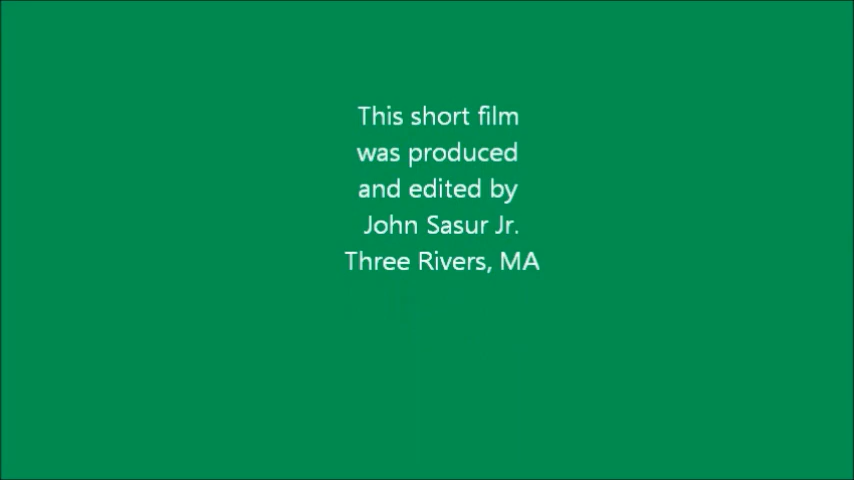 This short film
was produced
and edited by
John Sasur Jr.
Three Rivers, MA